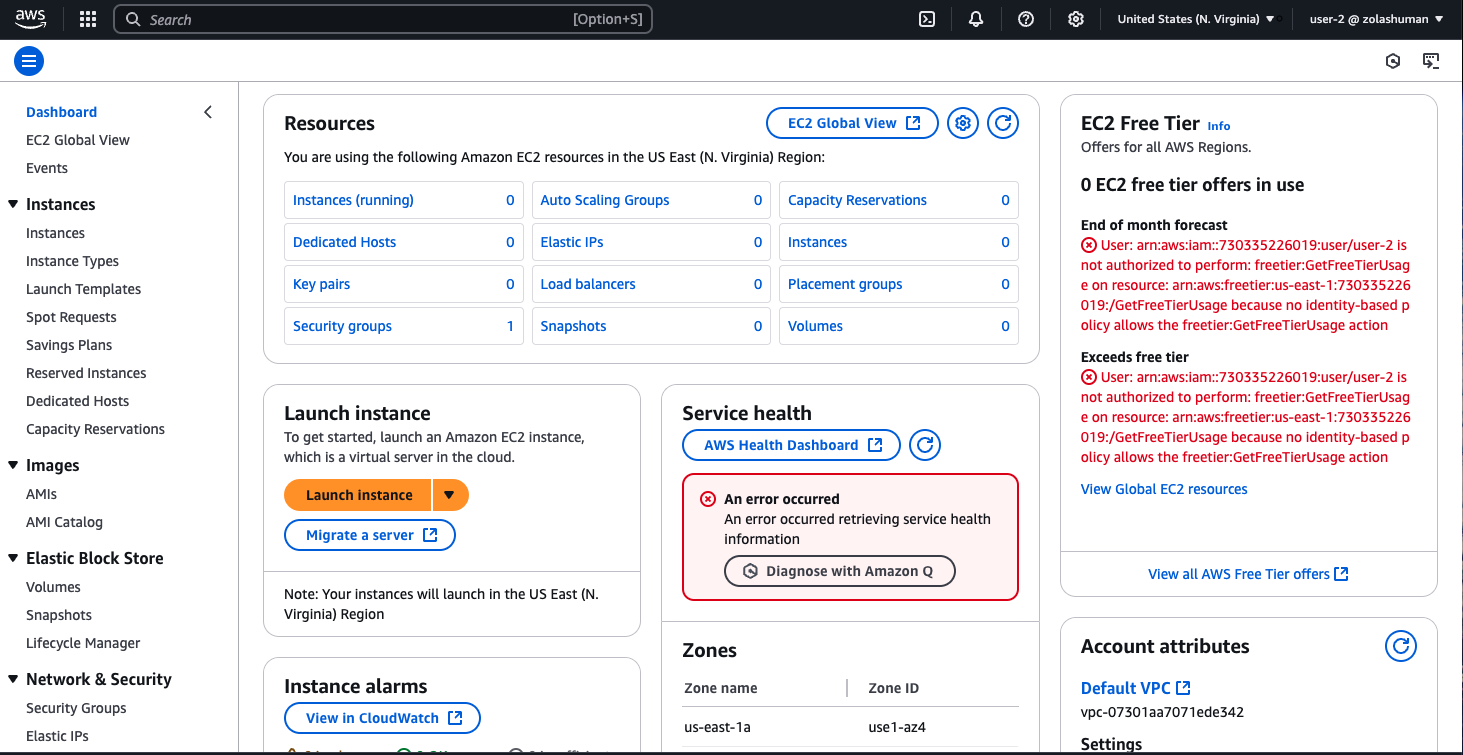 aws
Search [Option+S]
United States (N. Virginia)
user-2 @ zolashuman
Dashboard
EC2 Global View
Events
Instances
Instances
Instance Types
Launch Templates
Spot Requests
Savings Plans
Reserved Instances
Dedicated Hosts
Capacity Reservations
Images
AMIs
AMI Catalog
Elastic Block Store
Volumes
Snapshots
Lifecycle Manager
Network & Security
Security Groups
Elastic IPs
Resources
EC2 Global View
You are using the following Amazon EC2 resources in the US East (N. Virginia) Region:
Instances (running) 0
Auto Scaling Groups 0
Capacity Reservations 0
Dedicated Hosts 0
Elastic IPs 0
Instances 0
Key pairs 0
Load balancers 0
Placement groups 0
Security groups 1
Snapshots 0
Volumes 0
Launch instance
To get started, launch an Amazon EC2 instance,
which is a virtual server in the cloud.
Launch instance
Migrate a server
Note: Your instances will launch in the US East (N.
Virginia) Region
Instance alarms
View in CloudWatch
Service health
AWS Health Dashboard
An error occurred
An error occurred retrieving service health
information
Diagnose with Amazon Q
Zones
Zone name Zone ID
us-east-1a use1-az4
EC2 Free Tier Info
Offers for all AWS Regions.
0 EC2 free tier offers in use
End of month forecast
User: arn:aws:iam::730335226019:user/user-2 is
not authorized to perform: freetier:GetFreeTierUsag
e on resource: arn:aws:freetier:us-east-1:730335226
019:/GetFreeTierUsage because no identity-based p
olicy allows the freetier:GetFreeTierUsage action
Exceeds free tier
User: arn:aws:iam::730335226019:user/user-2 is
not authorized to perform: freetier:GetFreeTierUsag
e on resource: arn:aws:freetier:us-east-1:730335226
019:/GetFreeTierUsage because no identity-based p
olicy allows the freetier:GetFreeTierUsage action
View Global EC2 resources
View all AWS Free Tier offers
Account attributes
Default VPC
vpc-07301aa7071ede342
Settings